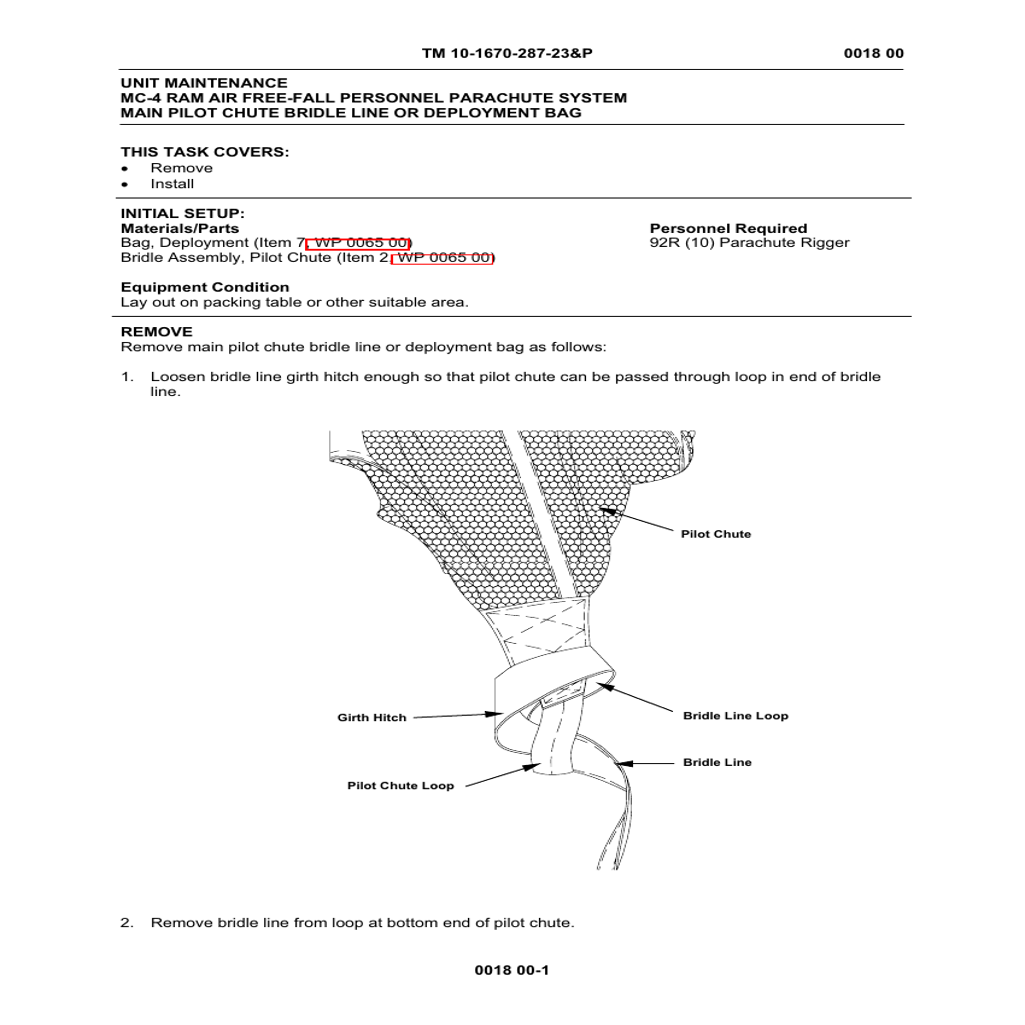 TM 10-1670-287-23&P 0018 00
UNIT MAINTENANCE
MC-4 RAM AIR FREE-FALL PERSONNEL PARACHUTE SYSTEM
MAIN PILOT CHUTE BRIDLE LINE OR DEPLOYMENT BAG
THIS TASK COVERS:
• Remove
• Install
INITIAL SETUP:
Materials/Parts
Bag, Deployment (Item 7, WP 0065 00)
Bridle Assembly, Pilot Chute (Item 2, WP 0065 00)
Personnel Required
92R (10) Parachute Rigger
Equipment Condition
Lay out on packing table or other suitable area.
REMOVE
Remove main pilot chute bridle line or deployment bag as follows:
1. Loosen bridle line girth hitch enough so that pilot chute can be passed through loop in end of bridle
line.
Pilot Chute
Girth Hitch
Bridle Line Loop
Bridle Line
Pilot Chute Loop
2. Remove bridle line from loop at bottom end of pilot chute.
0018 00-1